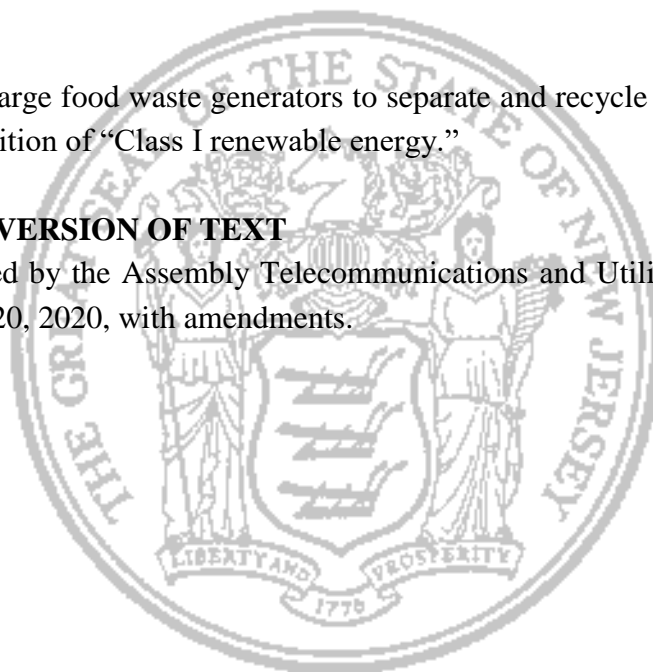 arge food waste generators to separate and recycle
ition of “Class I renewable energy.”
VERSION OF TEXT
ed by the Assembly Telecommunications and Utili
20, 2020, with amendments.
THE GREAT SEAL OF THE STATE OF NEW JERSEY
LIBERTY AND PROSPERITY
1776